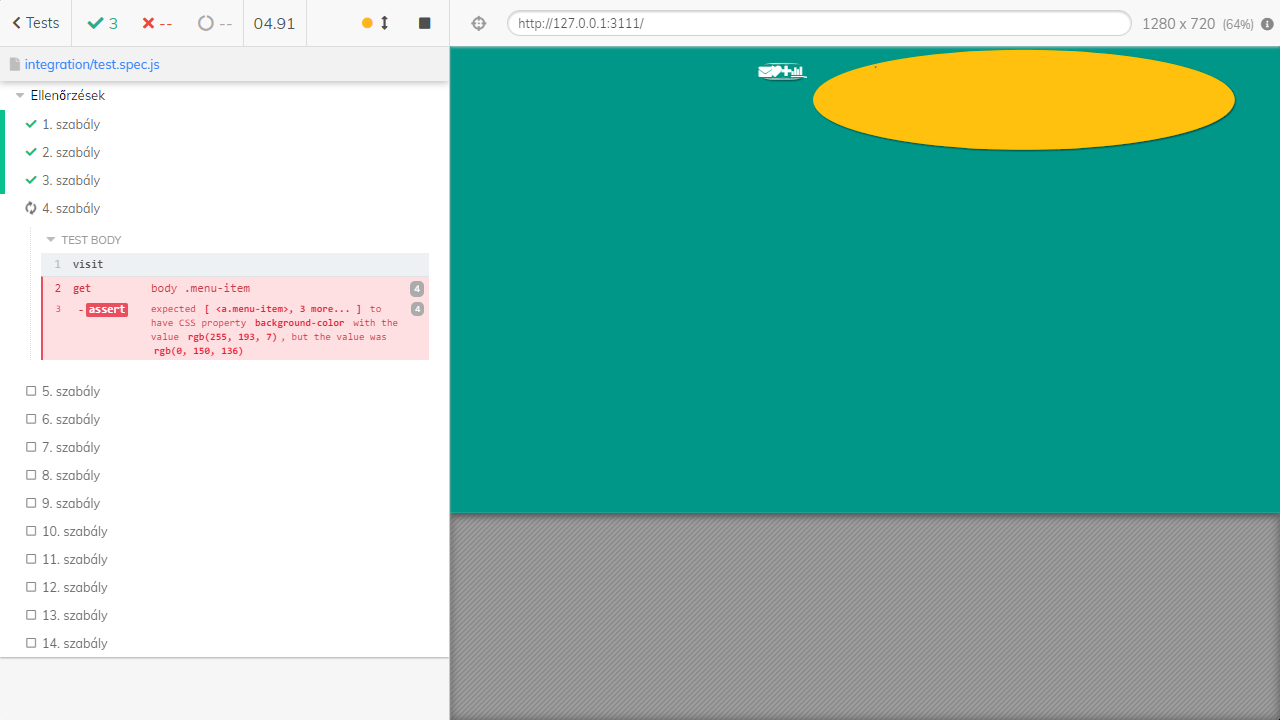 Tests
3
--
--
04.91
http://127.0.0.1:3111/
1280 x 720 (64%)
integration/test.spec.js
Ellenőrzések
1. szabály
2. szabály
3. szabály
4. szabály
TEST BODY
1 visit
2 get body .menu-item 4
3 - assert expected [ <a.menu-item>, 3 more... ] to 4
have CSS property background-color with the
value rgb(255, 193, 7) , but the value was
rgb(0, 150, 136)
5. szabály
6. szabály
7. szabály
8. szabály
9. szabály
10. szabály
11. szabály
12. szabály
13. szabály
14. szabály